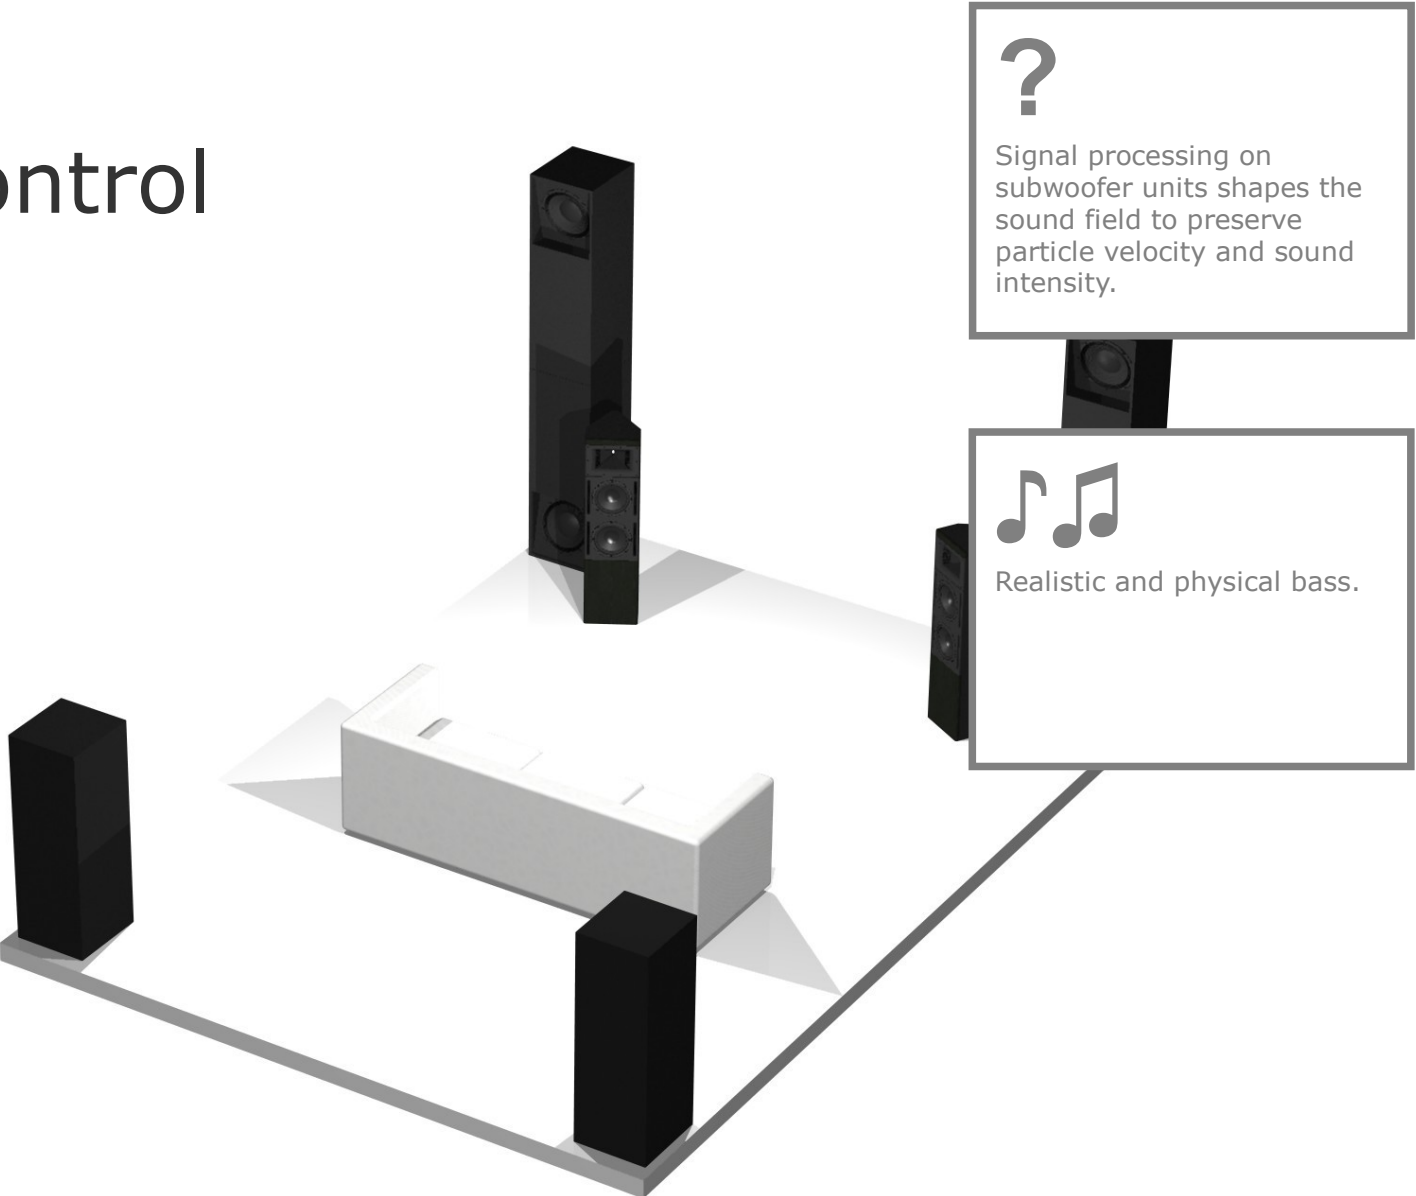 ontrol
?
Signal processing on
subwoofer units shapes the
sound field to preserve
particle velocity and sound
intensity.
Realistic and physical bass.